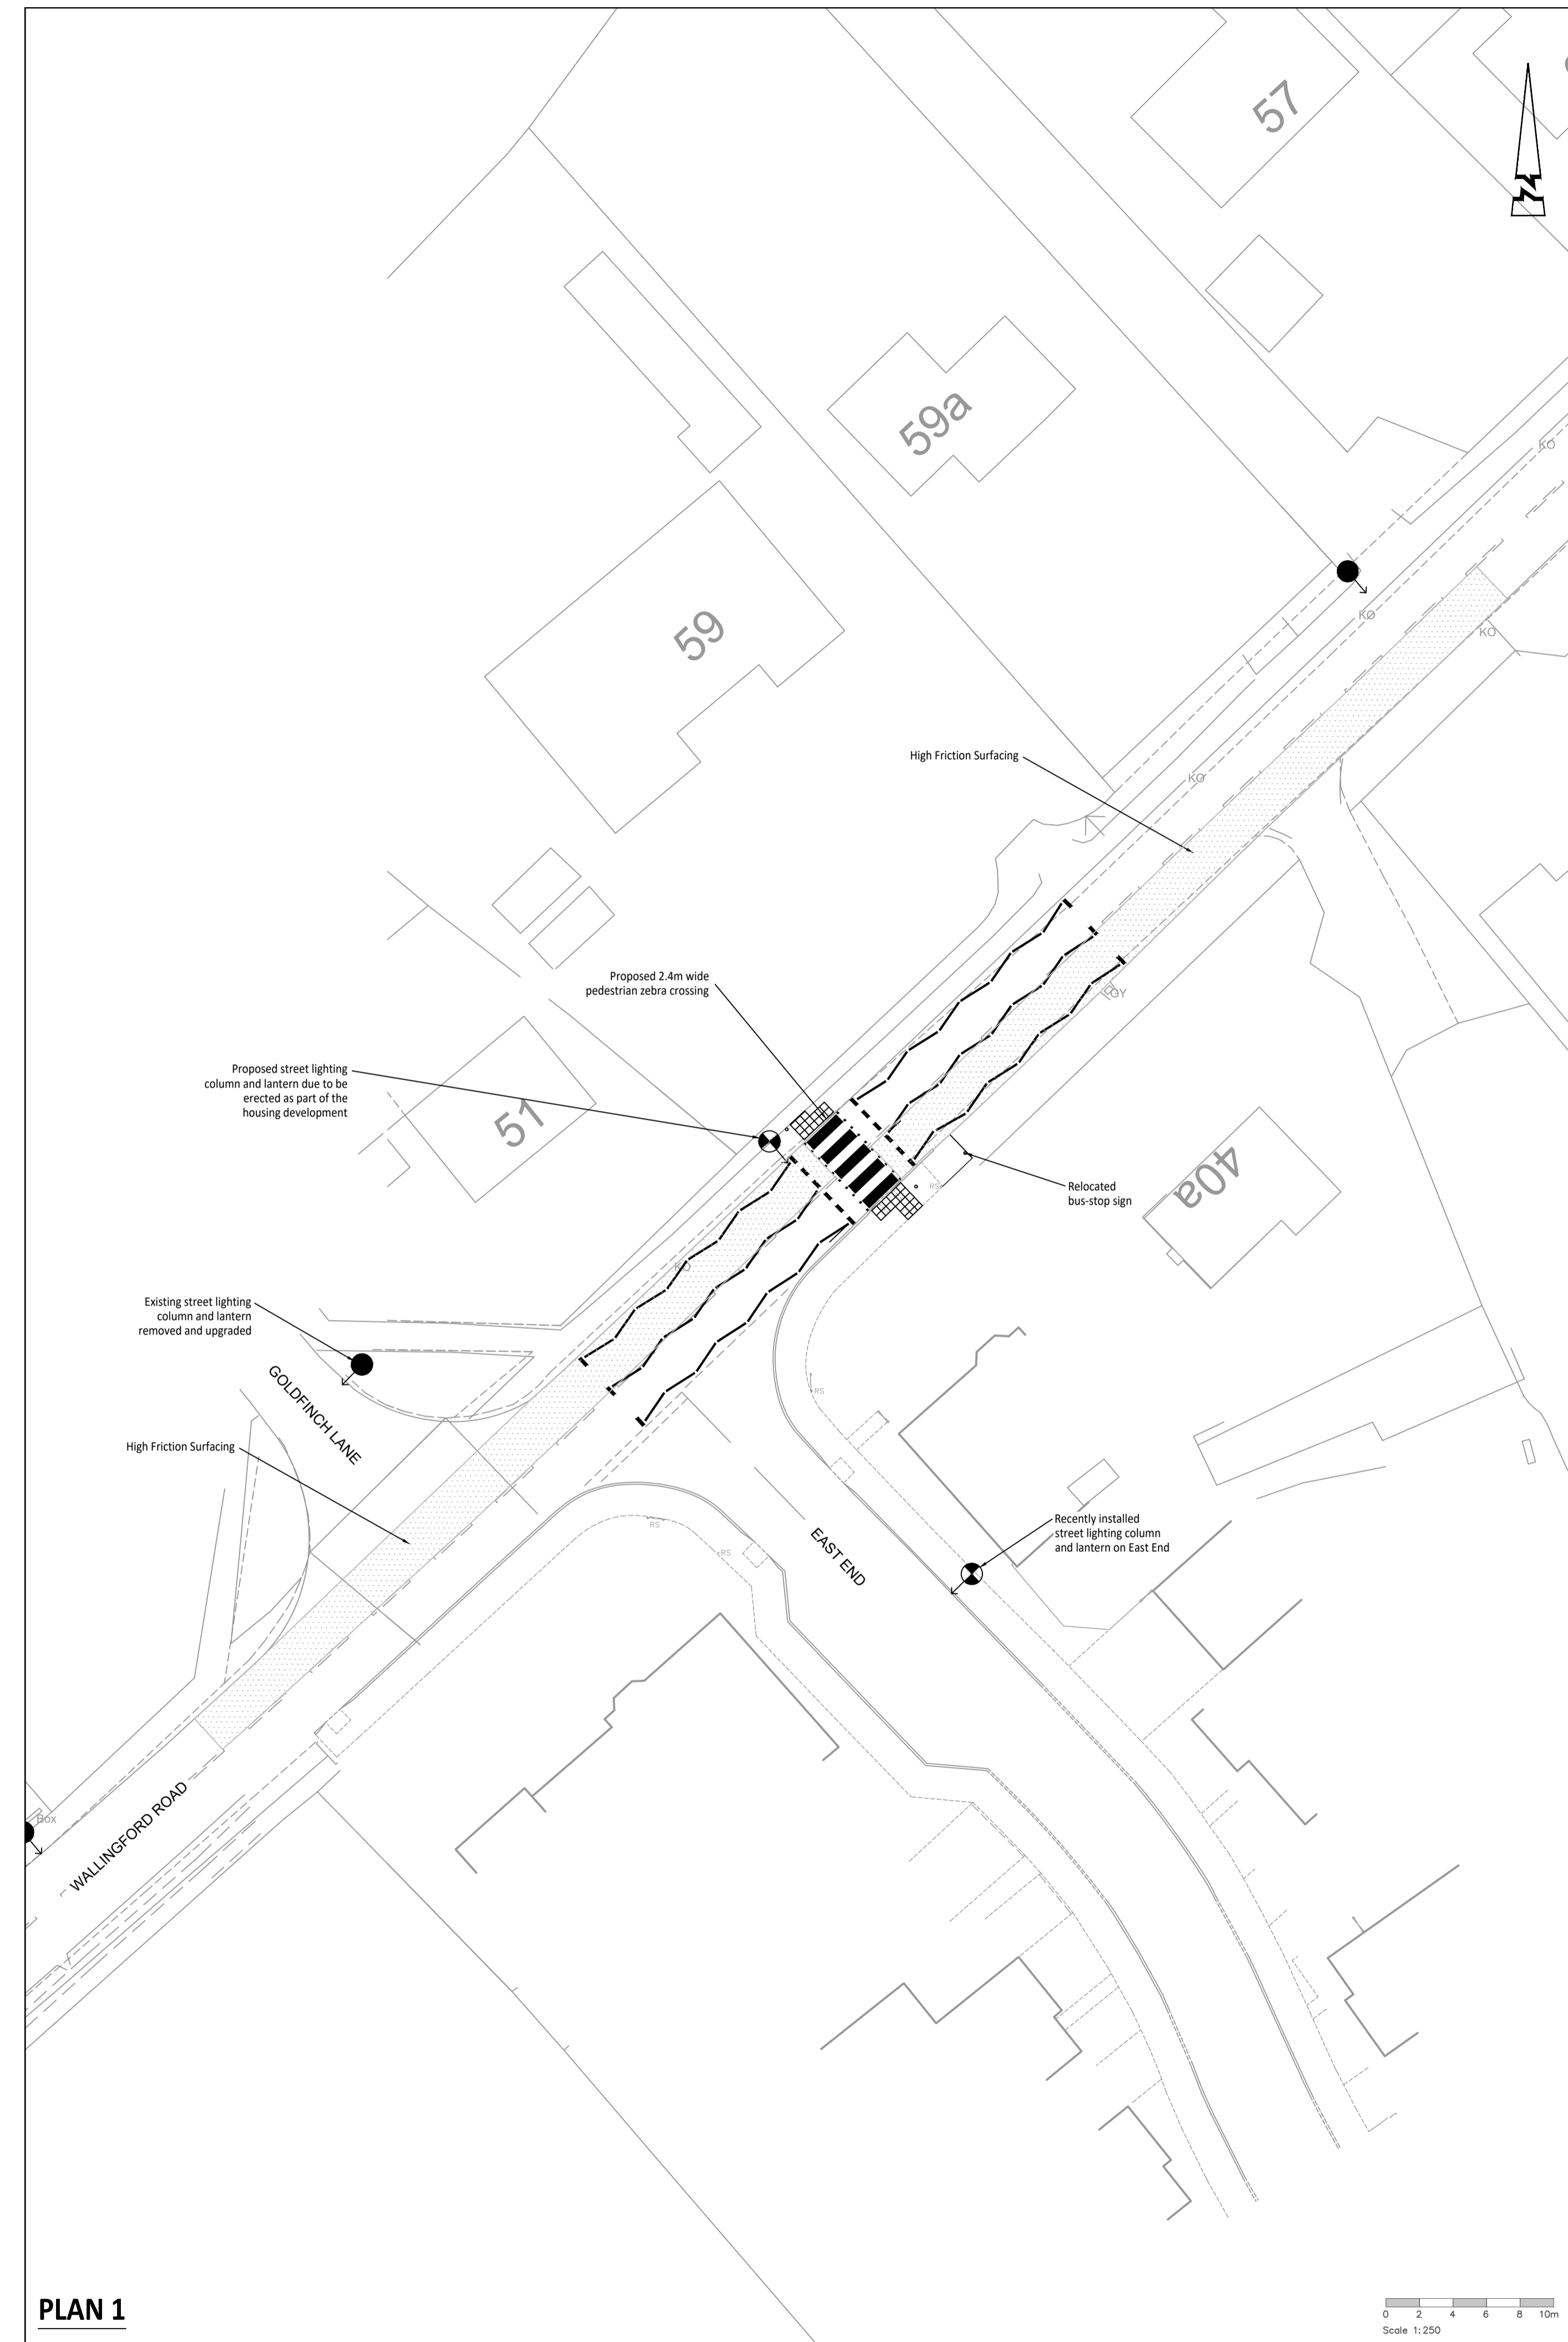 57
59a
KO
59
KO
KO
High Friction Surfacing
KO
Proposed 2.4m wide
pedestrian zebra crossing
GY
Proposed street lighting
column and lantern due to be
erected as part of the
housing development
51
Relocated
bus-stop sign
RS
40a
KO
Existing street lighting
column and lantern
removed and upgraded
GOLDFINCH LANE
RS
High Friction Surfacing
RS
RS
EAST END
Recently installed
street lighting column
and lantern on East End
WALLINGFORD ROAD
Box
PLAN 1
0 2 4 6 8 10m
Scale 1:250
N